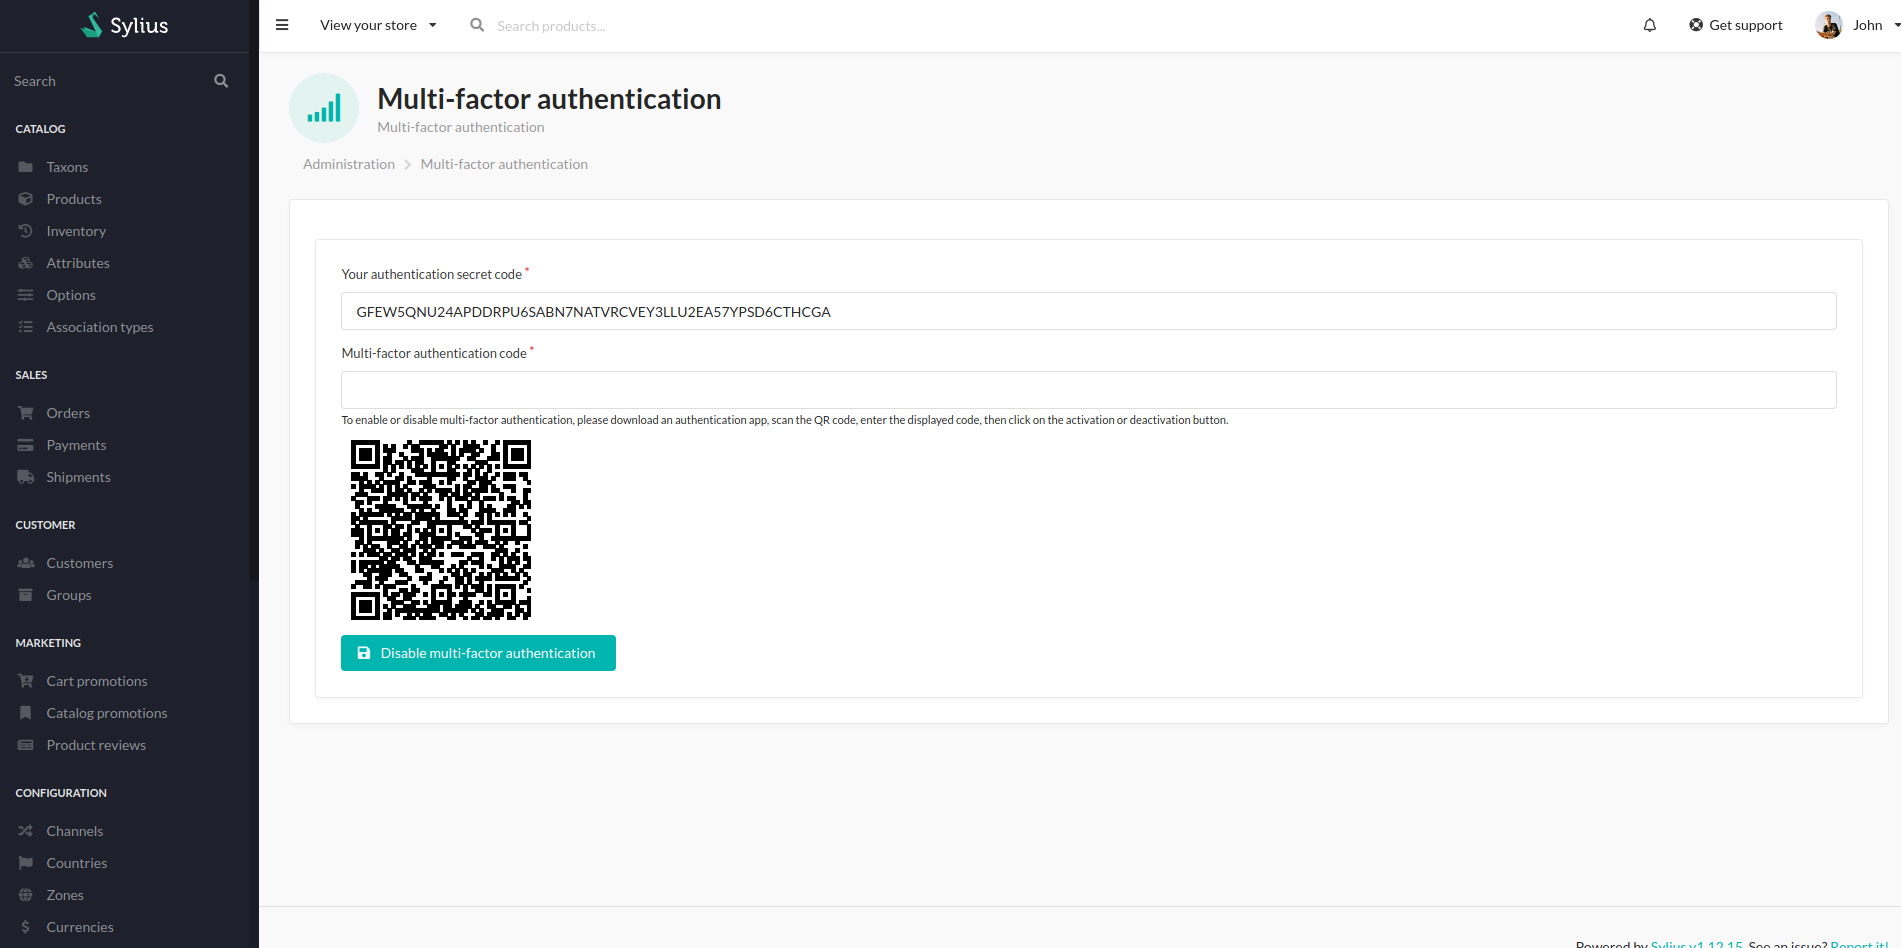 Sylius
View your store
Search products...
Get support
John
Search
CATALOG
Taxons
Products
Inventory
Attributes
Options
Association types
SALES
Orders
Payments
Shipments
CUSTOMER
Customers
Groups
MARKETING
Cart promotions
Catalog promotions
Product reviews
CONFIGURATION
Channels
Countries
Zones
Currencies
Multi-factor authentication
Multi-factor authentication
Administration > Multi-factor authentication
Your authentication secret code *
GFEW5QNU24APDDRPU6SABN7NATVRCVEY3LLU2EA57YPSD6CTHCGA
Multi-factor authentication code *
To enable or disable multi-factor authentication, please download an authentication app, scan the QR code, enter the displayed code, then click on the activation or deactivation button.
Disable multi-factor authentication
Powered by Sylius v1.12.15. See an issue? Report it!